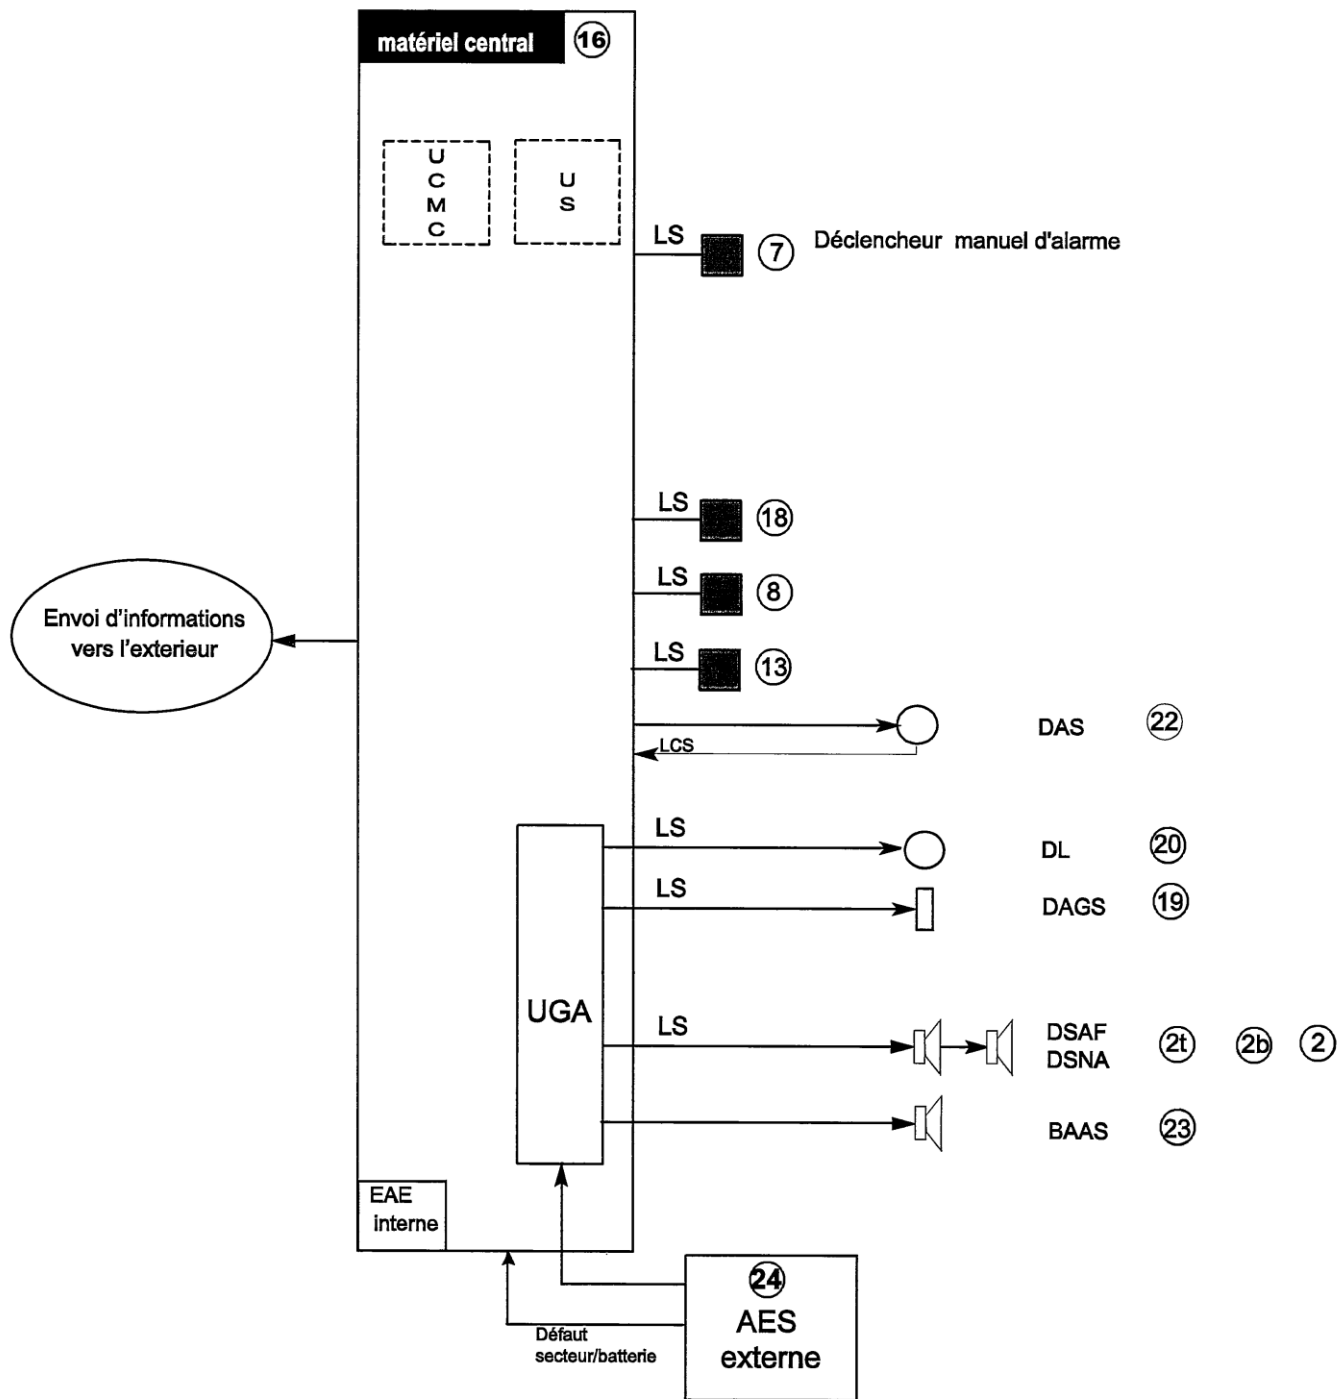 matériel central 16
U
C
M
C
U
S
LS
7 Déclencheur manuel d'alarme
LS
18
LS
8
LS
13
Envoi d'informations
vers l'exterieur
DAS 22
LCS
LS
DL 20
LS
DAGS 19
UGA
LS
DSAF
DSNA
2t 2b 2
BAAS 23
EAE
interne
24
AES
externe
Défaut
secteur/batterie